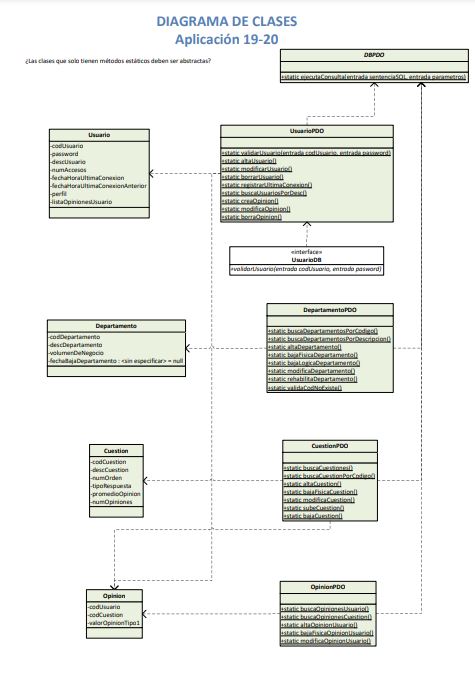 DIAGRAMA DE CLASES
Aplicación 19-20
¿Las clases que solo tienen métodos estáticos deben ser abstractas?
DBPDO
+static ejecutaConsulta(entrada sentenciaSQL, entrada parametros)
Usuario
-codUsuario
-password
-descUsuario
-numAccesos
-fechaHoraUltimaConexion
-fechaHoraUltimaConexionAnterior
-perfil
-listaOpinionesUsuario
UsuarioPDO
+static validarUsuario(entrada codUsuario, entrada password)
+static altaUsuario()
+static modificarUsuario()
+static borrarUsuario()
+static registrarUltimaConexion()
+static buscaUsuariosPorDesc()
+static creaOpinion()
+static modificaOpinion()
+static borraOpinion()
«interface»
UsuarioDB
+validarUsuario(entrada codUsuario, entrada pasword)
DepartamentoPDO
+static buscaDepartamentosPorCodigo()
+static buscaDepartamentosPorDescripcion()
+static altaDepartamento()
+static bajaFisicaDepartamento()
+static bajaLogicaDepartamento()
+static modificaDepartamento()
+static rehabilitaDepartamento()
+static validaCodNoExiste()
Departamento
-codDepartamento
-descDepartamento
-volumenDeNegocio
-fechaBajaDepartamento : <sin especificar> = null
Cuestion
-codCuestion
-descCuestion
-numOrden
-tipoRespuesta
-promedioOpinion
-numOpiniones
CuestionPDO
+static buscaCuestiones()
+static buscaCuestionPorCodigo()
+static altaCuestion()
+static bajaFisicaCuestion()
+static modificaCuestion()
+static subeCuestion()
+static bajaCuestion()
Opinion
-codUsuario
-codCuestion
-valorOpinionTipo1
OpinionPDO
+static buscaOpinionesUsuario()
+static buscaOpinionesCuestion()
+static altaOpinionUsuario()
+static bajaFisicaOpinionUsuario()
+static modificaOpinionUsuario()